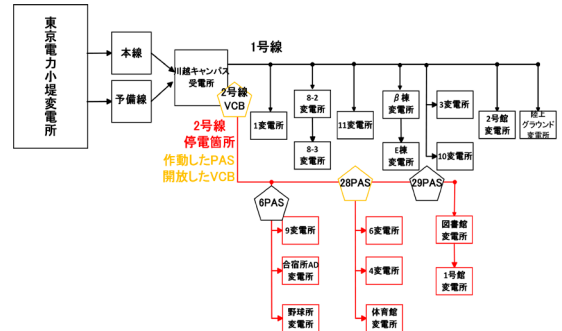 東京電力小堤変電所
本線
予備線
川越キャンパス
受電所
1号線
2号線
VCB
2号線
停電箇所
作動したPAS
開放したVCB
1変電所
8-2
変電所
8-3
変電所
11変電所
β棟
変電所
E棟
変電所
3変電所
10変電所
2号館
変電所
陸上
グラウンド
変電所
6PAS
28PAS
29PAS
9変電所
合宿所AD
変電所
野球所
変電所
6変電所
4変電所
体育館
変電所
図書館
変電所
1号館
変電所